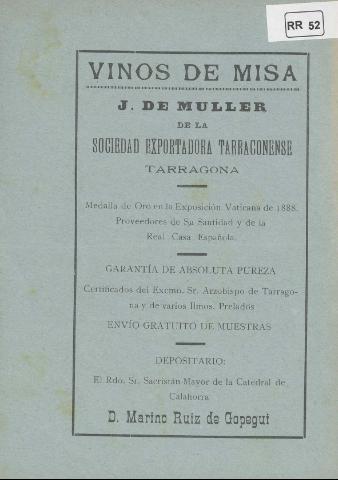 RR 52
VINOS DE MISA
J. DE MULLER
DE LA
SOCIEDAD EXPORTADORA TARRACONENSE
TARRAGONA
Medalla de Oro en la Exposición Vaticana de 1888.
Proveedores de Su Santidad y de la
Real Casa Española.
GARANTÍA DE ABSOLUTA PUREZA
Certificados del Excmo. Sr. Arzobispo de Tarrago-
na y de varios Ilmos. Prelados
ENVÍO GRATUITO DE MUESTRAS
DEPOSITARIO:
El Rdo. Sr. Sacristán Mayor de la Catedral de
Calahorra
D. Marino Ruiz de Gopegui